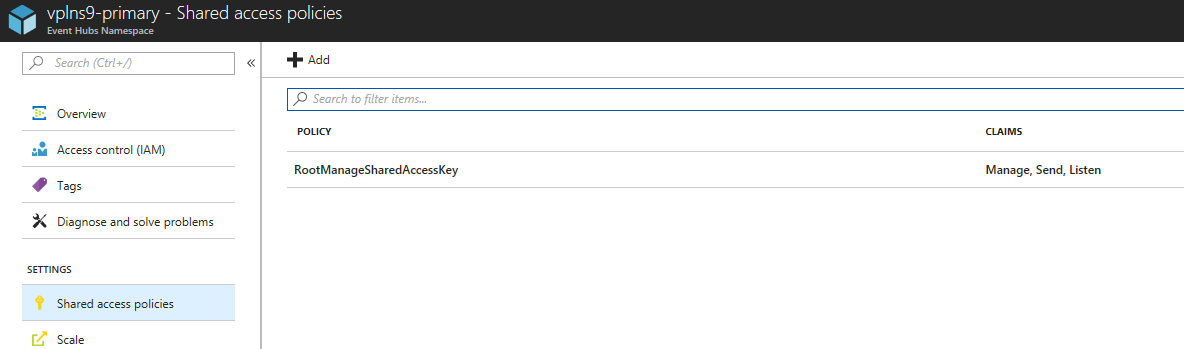 vplns9-primary - Shared access policies
Event Hubs Namespace
Search (Ctrl+/)
«
Overview
Access control (IAM)
Tags
Diagnose and solve problems
SETTINGS
Shared access policies
Scale
Add
Search to filter items...
POLICY CLAIMS
RootManageSharedAccessKey Manage, Send, Listen